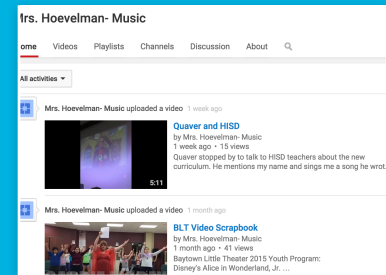 Mrs. Hoevelman- Music
ome Videos Playlists Channels Discussion About
All activities
Mrs. Hoevelman- Music uploaded a video 1 week ago
Quaver and HISD
by Mrs. Hoevelman- Music
1 week ago • 15 views
Quaver stopped by to talk to HISD teachers about the new
curriculum. He mentions my name and sings me a song he wrot
5:11
Mrs. Hoevelman- Music uploaded a video 1 month ago
BLT Video Scrapbook
by Mrs. Hoevelman- Music
1 month ago • 41 views
Baytown Little Theater 2015 Youth Program:
Disney's Alice in Wonderland, Jr. ...